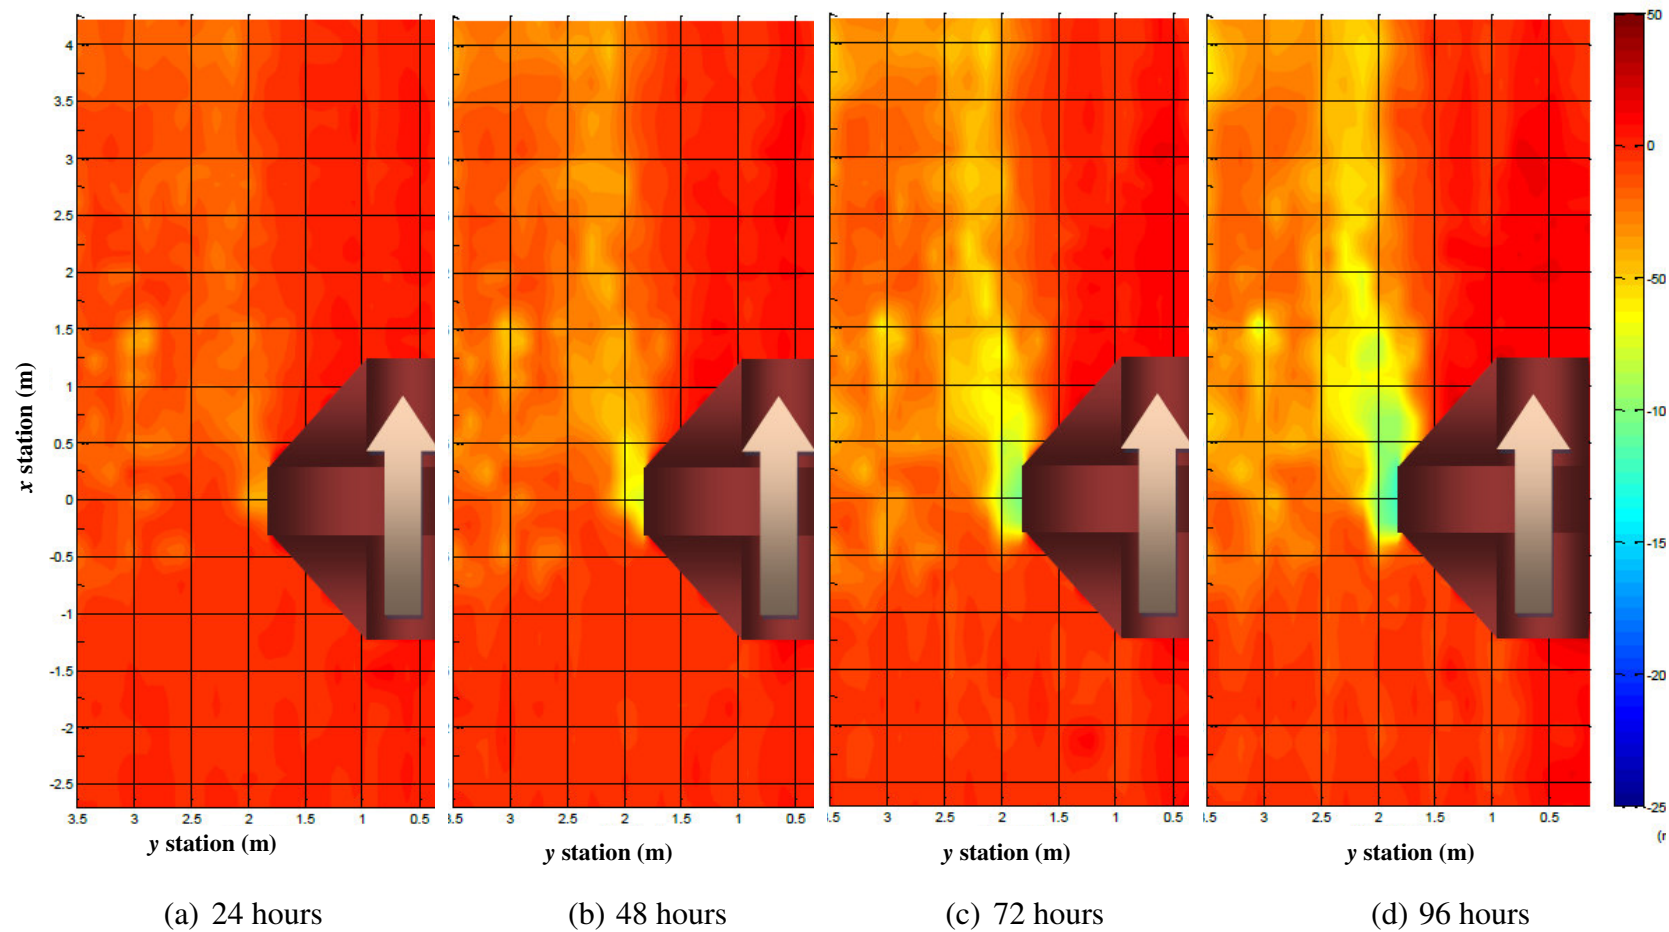 4
3.5
3
2.5
2
1.5
1
0.5
0
-0.5
-1
-1.5
-2
-2.5
x station (m)
3.5 3 2.5 2 1.5 1 0.5
.5 3 2.5 2 1.5 1 0.5
.5 3 2.5 2 1.5 1 0.5
.5 3 2.5 2 1.5 1 0.5
50
0
-50
-10
-15
-20
-25
(r
y station (m)
y station (m)
y station (m)
y station (m)
(a) 24 hours
(b) 48 hours
(c) 72 hours
(d) 96 hours